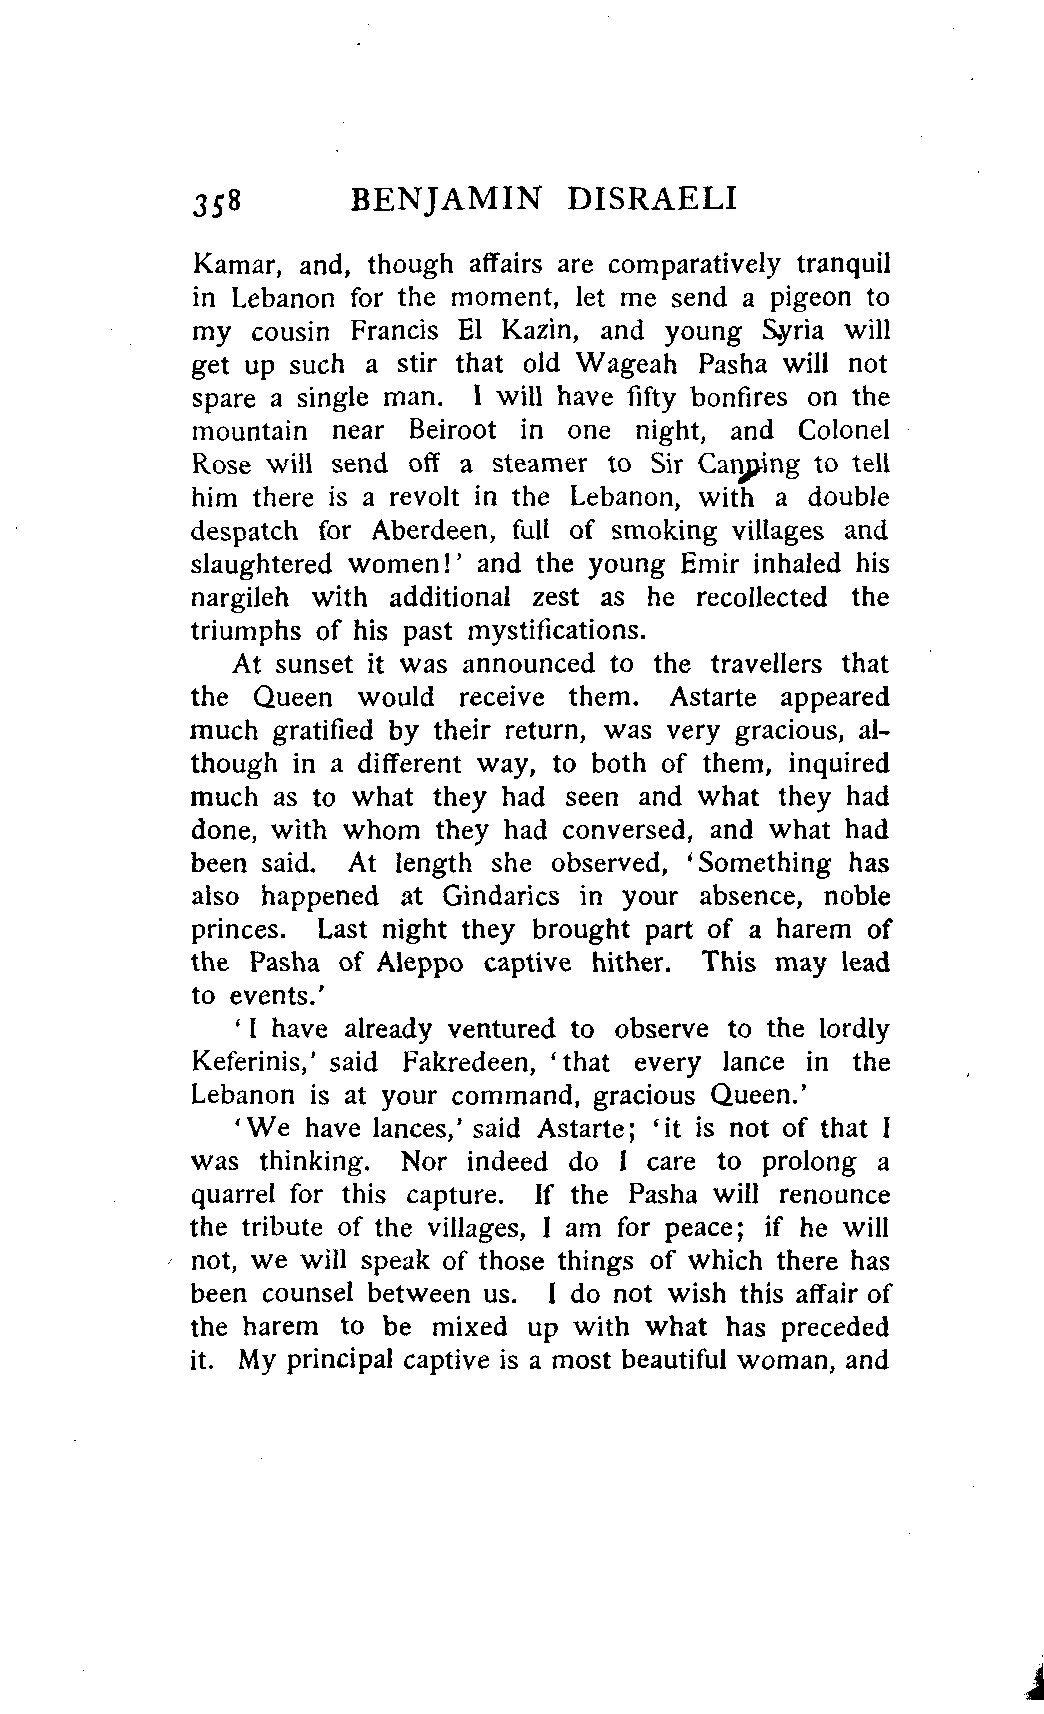 358 BENJAMIN DISRAELI
Kamar, and, though affairs are comparatively tranquil
in Lebanon for the moment, let me send a pigeon to
my cousin Francis El Kazin, and young Syria will
get up such a stir that old Wageah Pasha will not
spare a single man. I will have fifty bonfires on the
mountain near Beiroot in one night, and Colonel
Rose will send off a steamer to Sir Canning to tell
him there is a revolt in the Lebanon, with a double
despatch for Aberdeen, full of smoking villages and
slaughtered women!' and the young Emir inhaled his
nargileh with additional zest as he recollected the
triumphs of his past mystifications.
At sunset it was announced to the travellers that
the Queen would receive them. Astarte appeared
much gratified by their return, was very gracious, al-
though in a different way, to both of them, inquired
much as to what they had seen and what they had
done, with whom they had conversed, and what had
been said. At length she observed, 'Something has
also happened at Gindarics in your absence, noble
princes. Last night they brought part of a harem of
the Pasha of Aleppo captive hither. This may lead
to events.'
'I have already ventured to observe to the lordly
Keferinis,' said Fakredeen, 'that every lance in the
Lebanon is at your command, gracious Queen.'
'We have lances,' said Astarte; 'it is not of that I
was thinking. Nor indeed do I care to prolong a
quarrel for this capture. If the Pasha will renounce
the tribute of the villages, I am for peace; if he will
not, we will speak of those things of which there has
been counsel between us. I do not wish this affair of
the harem to be mixed up with what has preceded
it. My principal captive is a most beautiful woman, and